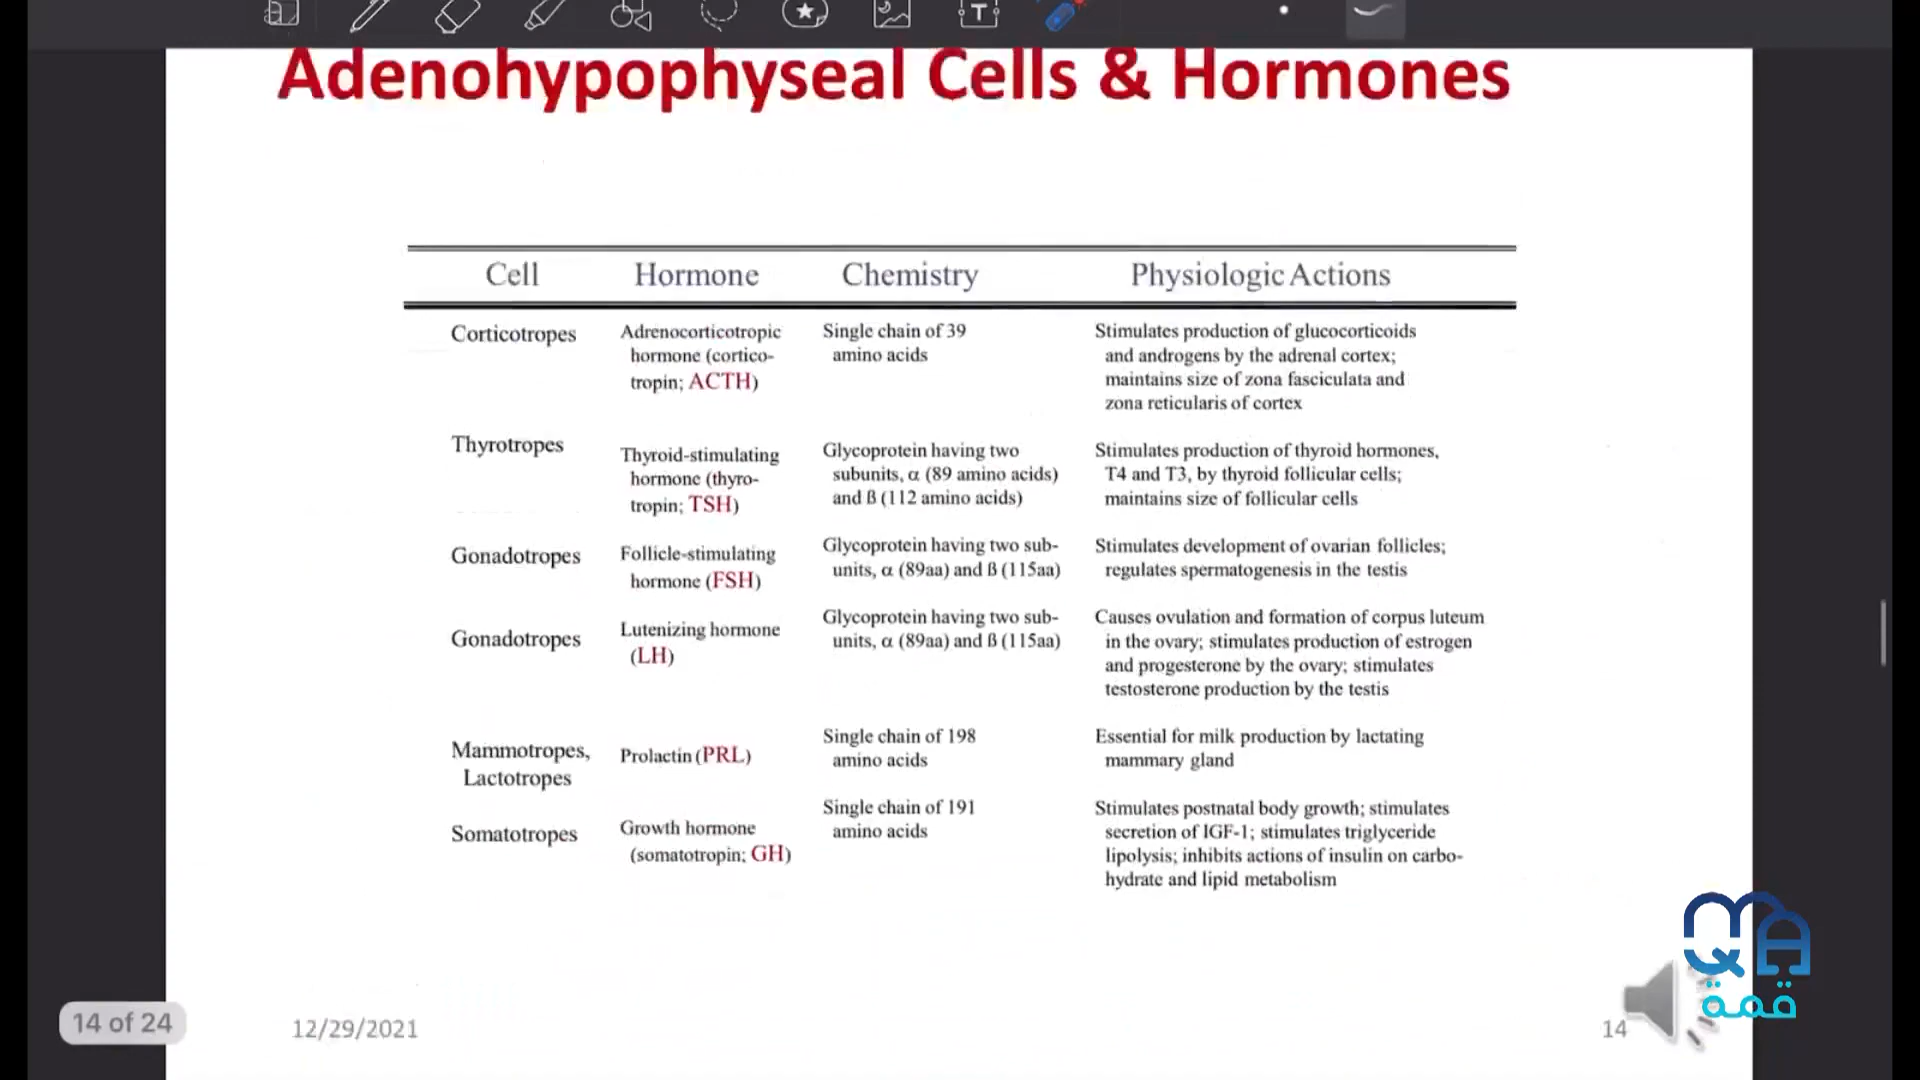 Adenohypophyseal Cells & Hormones
Cell Hormone Chemistry Physiologic Actions
Corticotropes
Adrenocorticotropic
hormone (cortico-
tropin; ACTH)
Single chain of 39
amino acids
Stimulates production of glucocorticoids
and androgens by the adrenal cortex;
maintains size of zona fasciculata and
zona reticularis of cortex
Thyrotropes
Thyroid-stimulating
hormone (thyro-
tropin; TSH)
Glycoprotein having two
subunits, α (89 amino acids)
and ß (112 amino acids)
Stimulates production of thyroid hormones,
T4 and T3, by thyroid follicular cells;
maintains size of follicular cells
Gonadotropes
Follicle-stimulating
hormone (FSH)
Glycoprotein having two sub-
units, α (89aa) and ß (115aa)
Stimulates development of ovarian follicles;
regulates spermatogenesis in the testis
Gonadotropes
Lutenizing hormone
(LH)
Glycoprotein having two sub-
units, α (89aa) and ß (115aa)
Causes ovulation and formation of corpus luteum
in the ovary; stimulates production of estrogen
and progesterone by the ovary; stimulates
testosterone production by the testis
Mammotropes,
Lactotropes
Prolactin (PRL)
Single chain of 198
amino acids
Essential for milk production by lactating
mammary gland
Somatotropes
Growth hormone
(somatotropin; GH)
Single chain of 191
amino acids
Stimulates postnatal body growth; stimulates
secretion of IGF-1; stimulates triglyceride
lipolysis; inhibits actions of insulin on carbo-
hydrate and lipid metabolism
14 of 24
12/29/2021
14
QMA
قمة